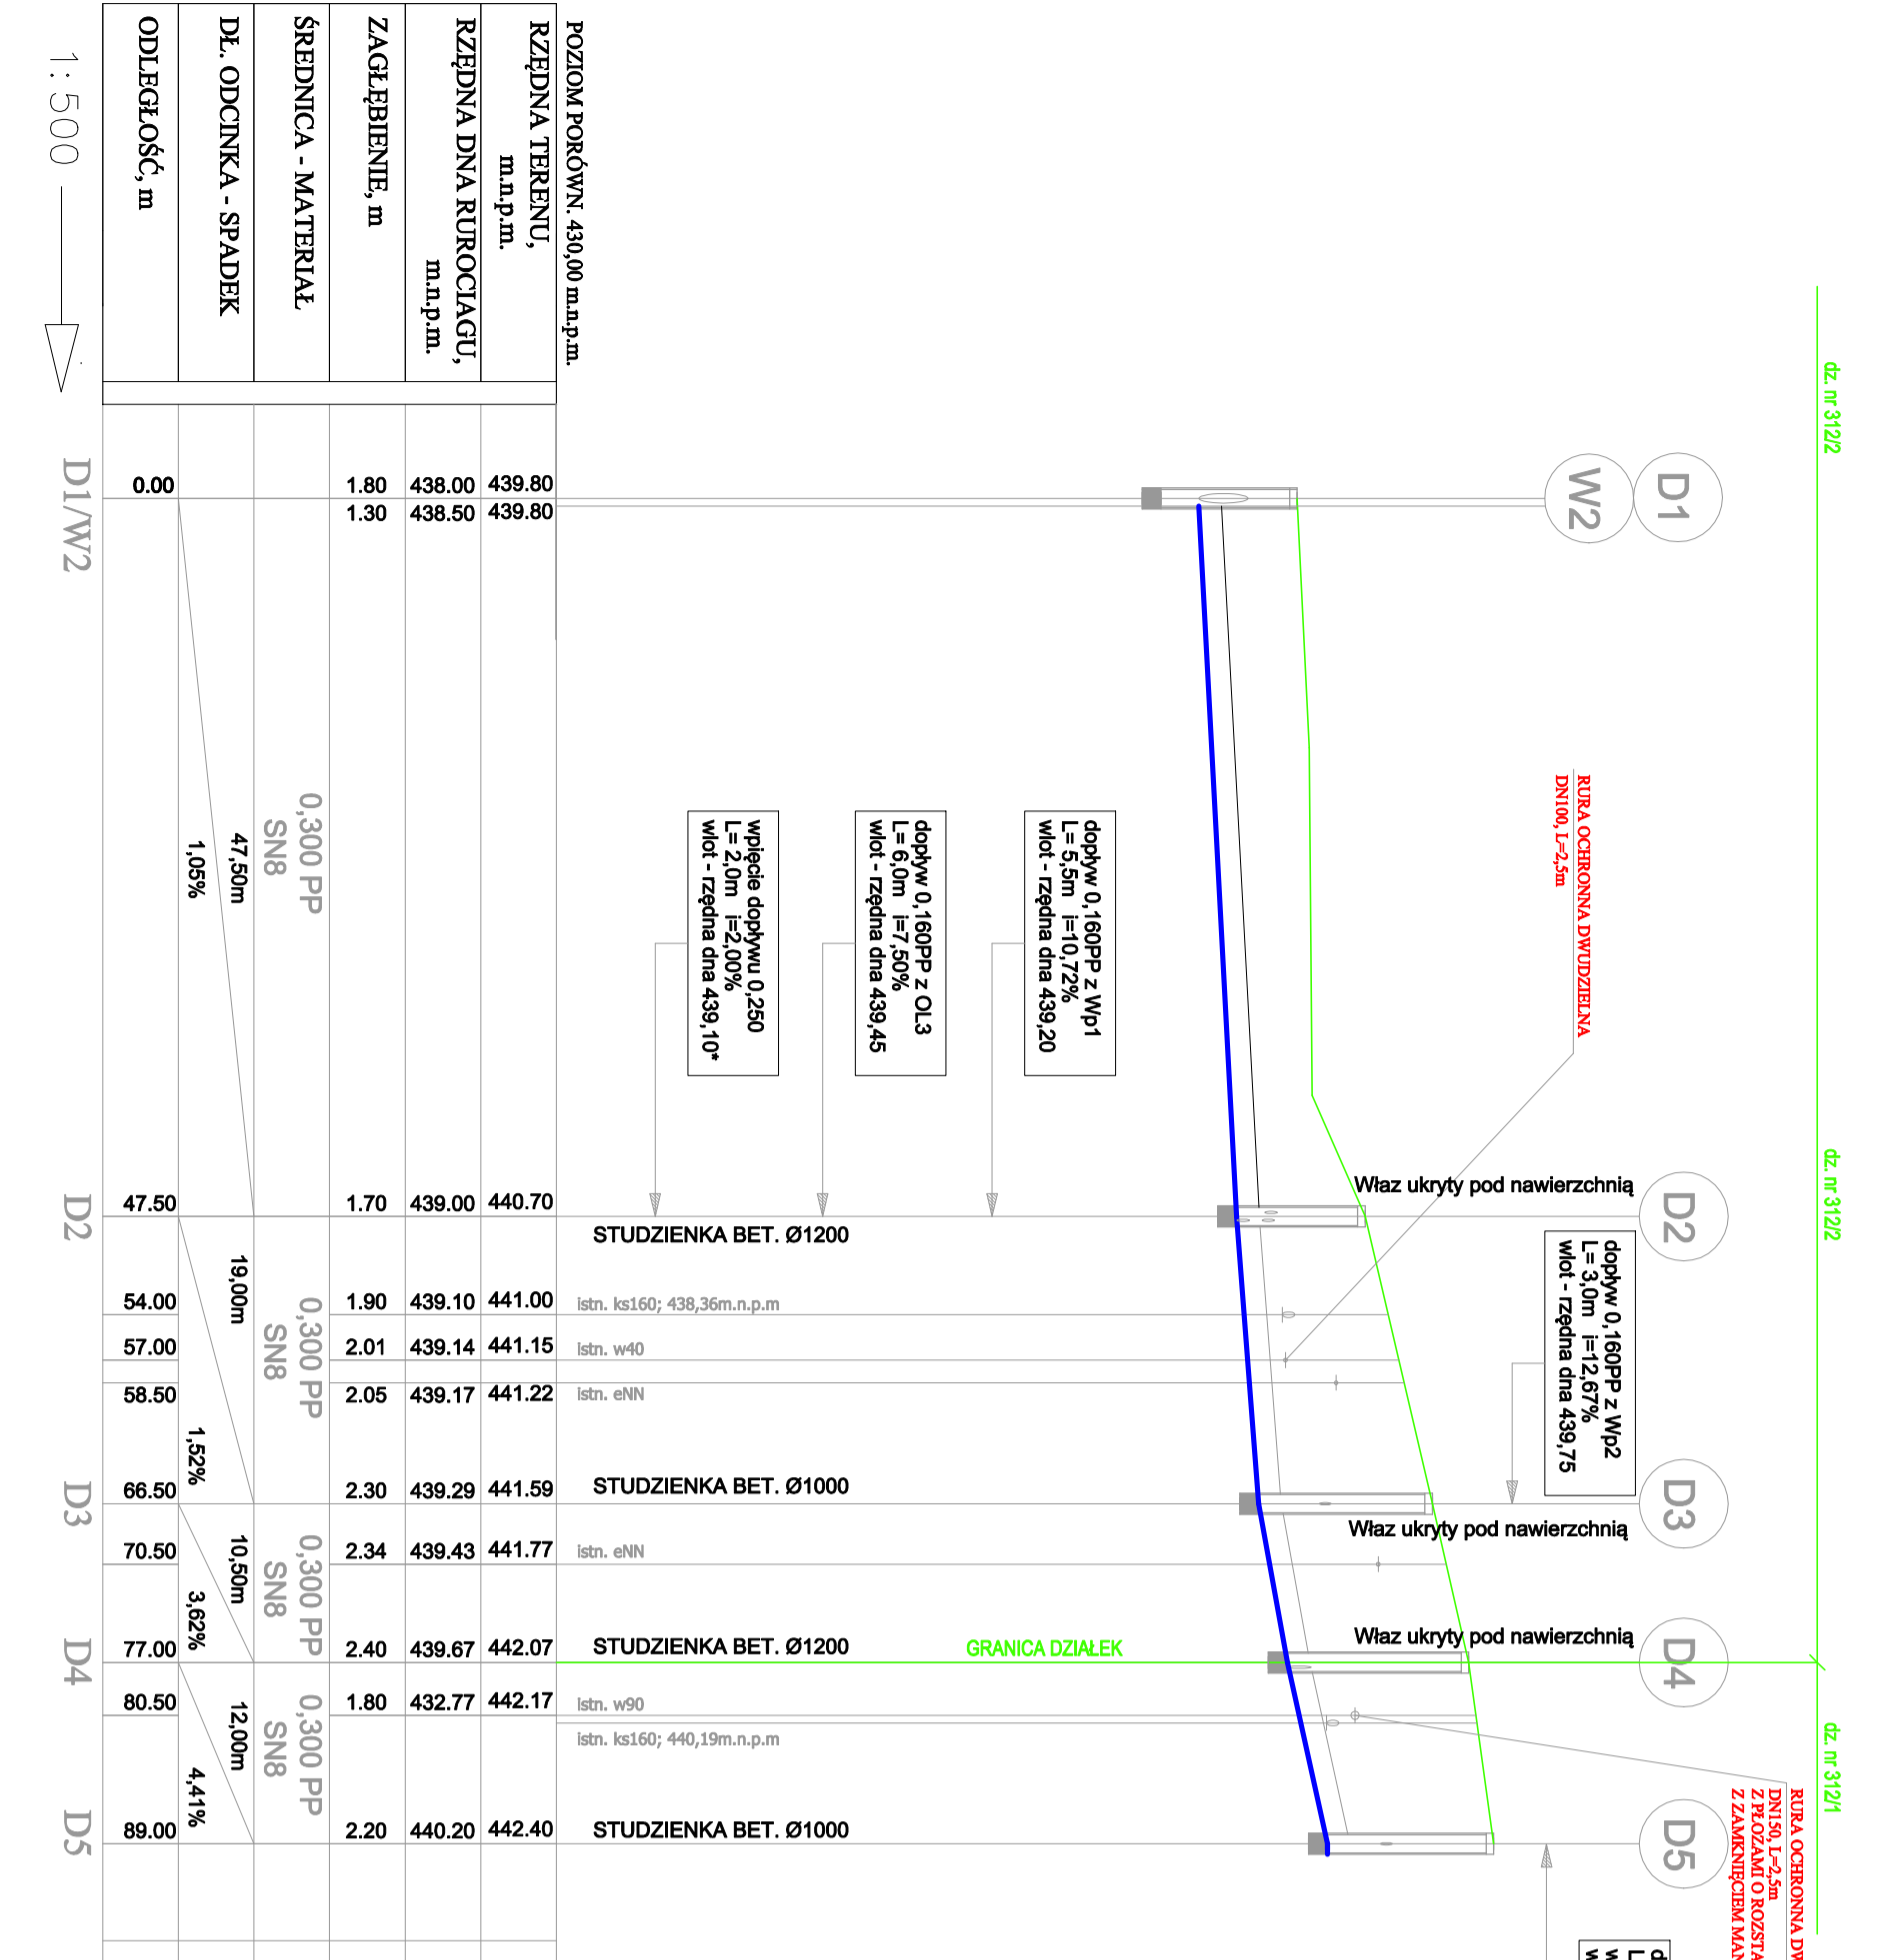 dz. nr 312/2
dz. nr 312/2
dz. nr 312/1
D1
W2
D2
D3
D4
D5
RURA OCHRONNA DWUDZIELNA
DN100, L=2,5m
RURA OCHRONNA
DN150, L=2,5m
Z PŁOZAMI O
Z ZAMKNIĘCIEM
Właz ukryty pod nawierzchnią
Właz ukryty pod nawierzchnią
Właz ukryty pod nawierzchnią
dopływ 0,160PP z Wp2
L= 3,0m i=12,67%
wlot - rzędna dna 439,75
dopływ 0,160PP z Wp1
L= 5,5m i=10,72%
wlot - rzędna dna 439,20
dopływ 0,160PP z OL3
L= 6,0m i=7,50%
wlot - rzędna dna 439,45
wpięcie dopływu 0,250
L= 2,0m i=2,00%
wlot - rzędna dna 439,10*
GRANICA DZIAŁEK
STUDZIENKA BET. Ø1200
istn. ks160; 438,36m.n.p.m
istn. w40
istn. eNN
STUDZIENKA BET. Ø1000
istn. eNN
STUDZIENKA BET. Ø1200
istn. w90
istn. ks160; 440,19m.n.p.m
STUDZIENKA BET. Ø1000
POZIOM PORÓWN. 430,00 m.n.p.m.
RZĘDNA TERENU,
m.n.p.m.
439.80
439.80
440.70
441.00
441.15
441.22
441.59
441.77
442.07
442.17
442.40
RZĘDNA DNA RUROCIAGU,
m.n.p.m.
438.00
438.50
439.00
439.10
439.14
439.17
439.29
439.43
439.67
432.77
440.20
ZAGŁĘBIENIE, m
1.80
1.30
1.70
1.90
2.01
2.05
2.30
2.34
2.40
1.80
2.20
ŚREDNICA - MATERIAŁ
0,300 PP
SN8
0,300 PP
SN8
0,300 PP
SN8
0,300 PP
SN8
DŁ. ODCINKA - SPADEK
47,50m
1,05%
19,00m
1,52%
10,50m
3,62%
12,00m
4,41%
ODLEGŁOŚĆ, m
0.00
47.50
54.00
57.00
58.50
66.50
70.50
77.00
80.50
89.00
D1/W2
D2
D3
D4
D5
1:500